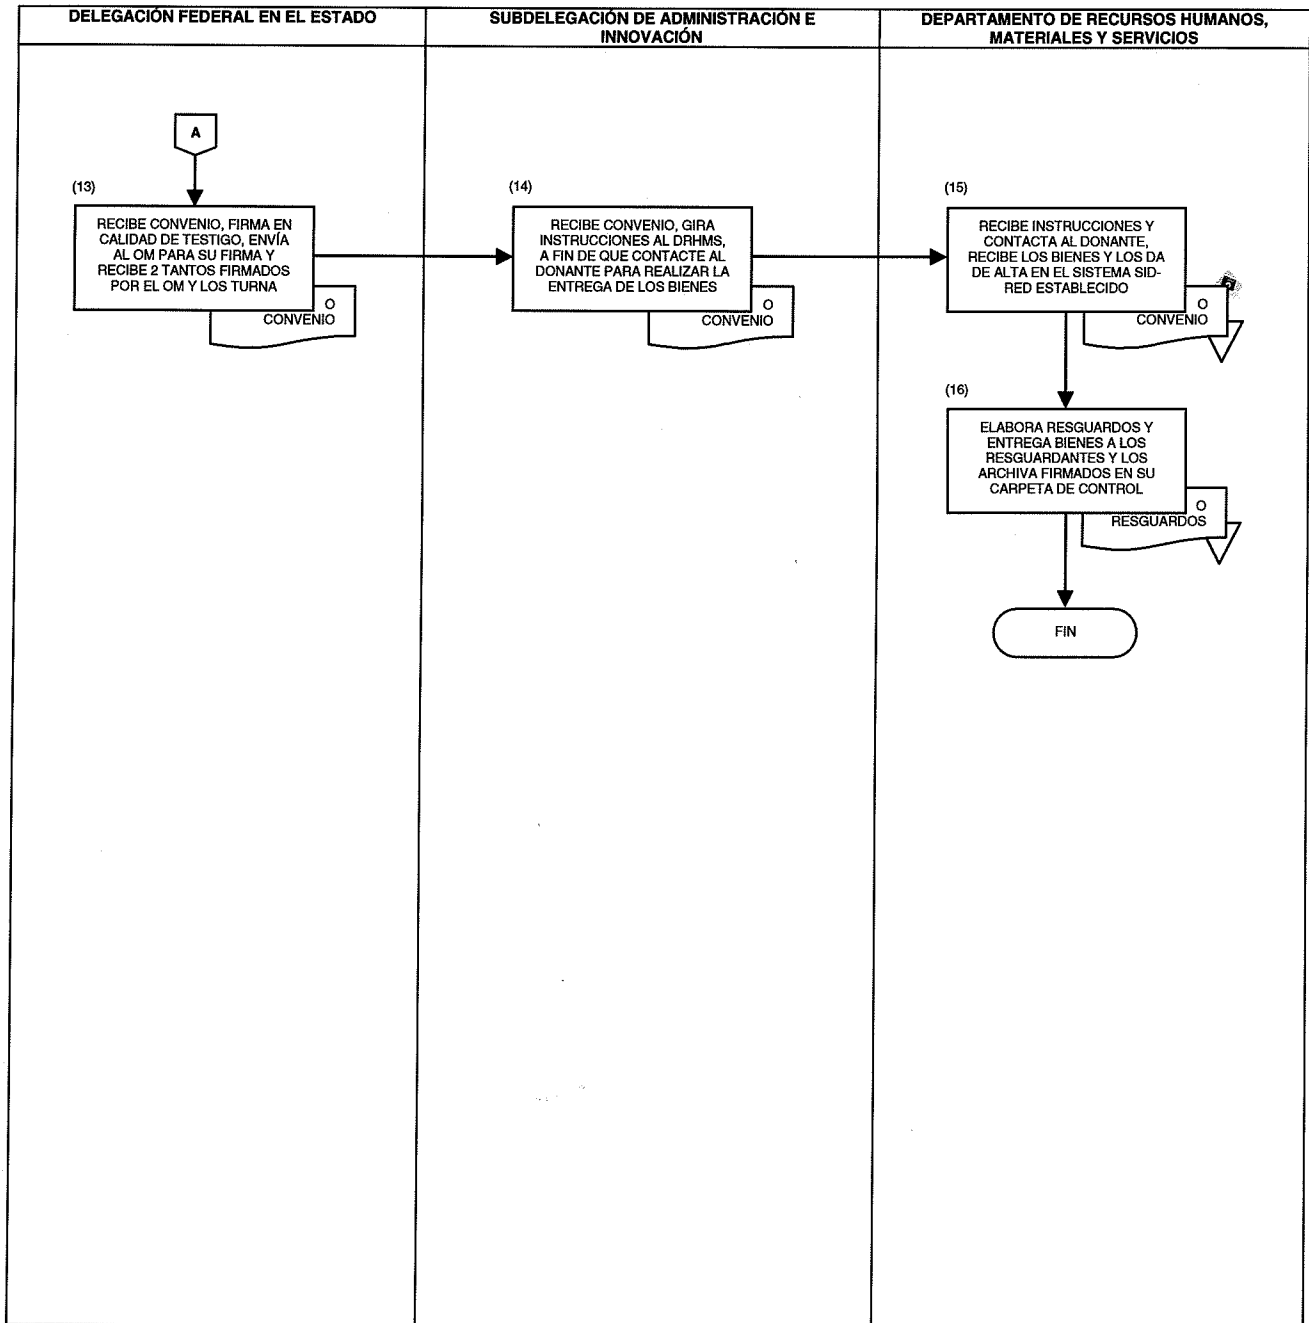 DELEGACIÓN FEDERAL EN EL ESTADO
SUBDELEGACIÓN DE ADMINISTRACIÓN E
INNOVACIÓN
DEPARTAMENTO DE RECURSOS HUMANOS,
MATERIALES Y SERVICIOS
A
(13)
RECIBE CONVENIO, FIRMA EN
CALIDAD DE TESTIGO, ENVÍA
AL OM PARA SU FIRMA Y
RECIBE 2 TANTOS FIRMADOS
POR EL OM Y LOS TURNA
O
CONVENIO
(14)
RECIBE CONVENIO, GIRA
INSTRUCCIONES AL DRHMS,
A FIN DE QUE CONTACTE AL
DONANTE PARA REALIZAR LA
ENTREGA DE LOS BIENES
O
CONVENIO
(15)
RECIBE INSTRUCCIONES Y
CONTACTA AL DONANTE,
RECIBE LOS BIENES Y LOS DA
DE ALTA EN EL SISTEMA SID-
RED ESTABLECIDO
O
CONVENIO
(16)
ELABORA RESGUARDOS Y
ENTREGA BIENES A LOS
RESGUARDANTES Y LOS
ARCHIVA FIRMADOS EN SU
CARPETA DE CONTROL
O
RESGUARDOS
FIN